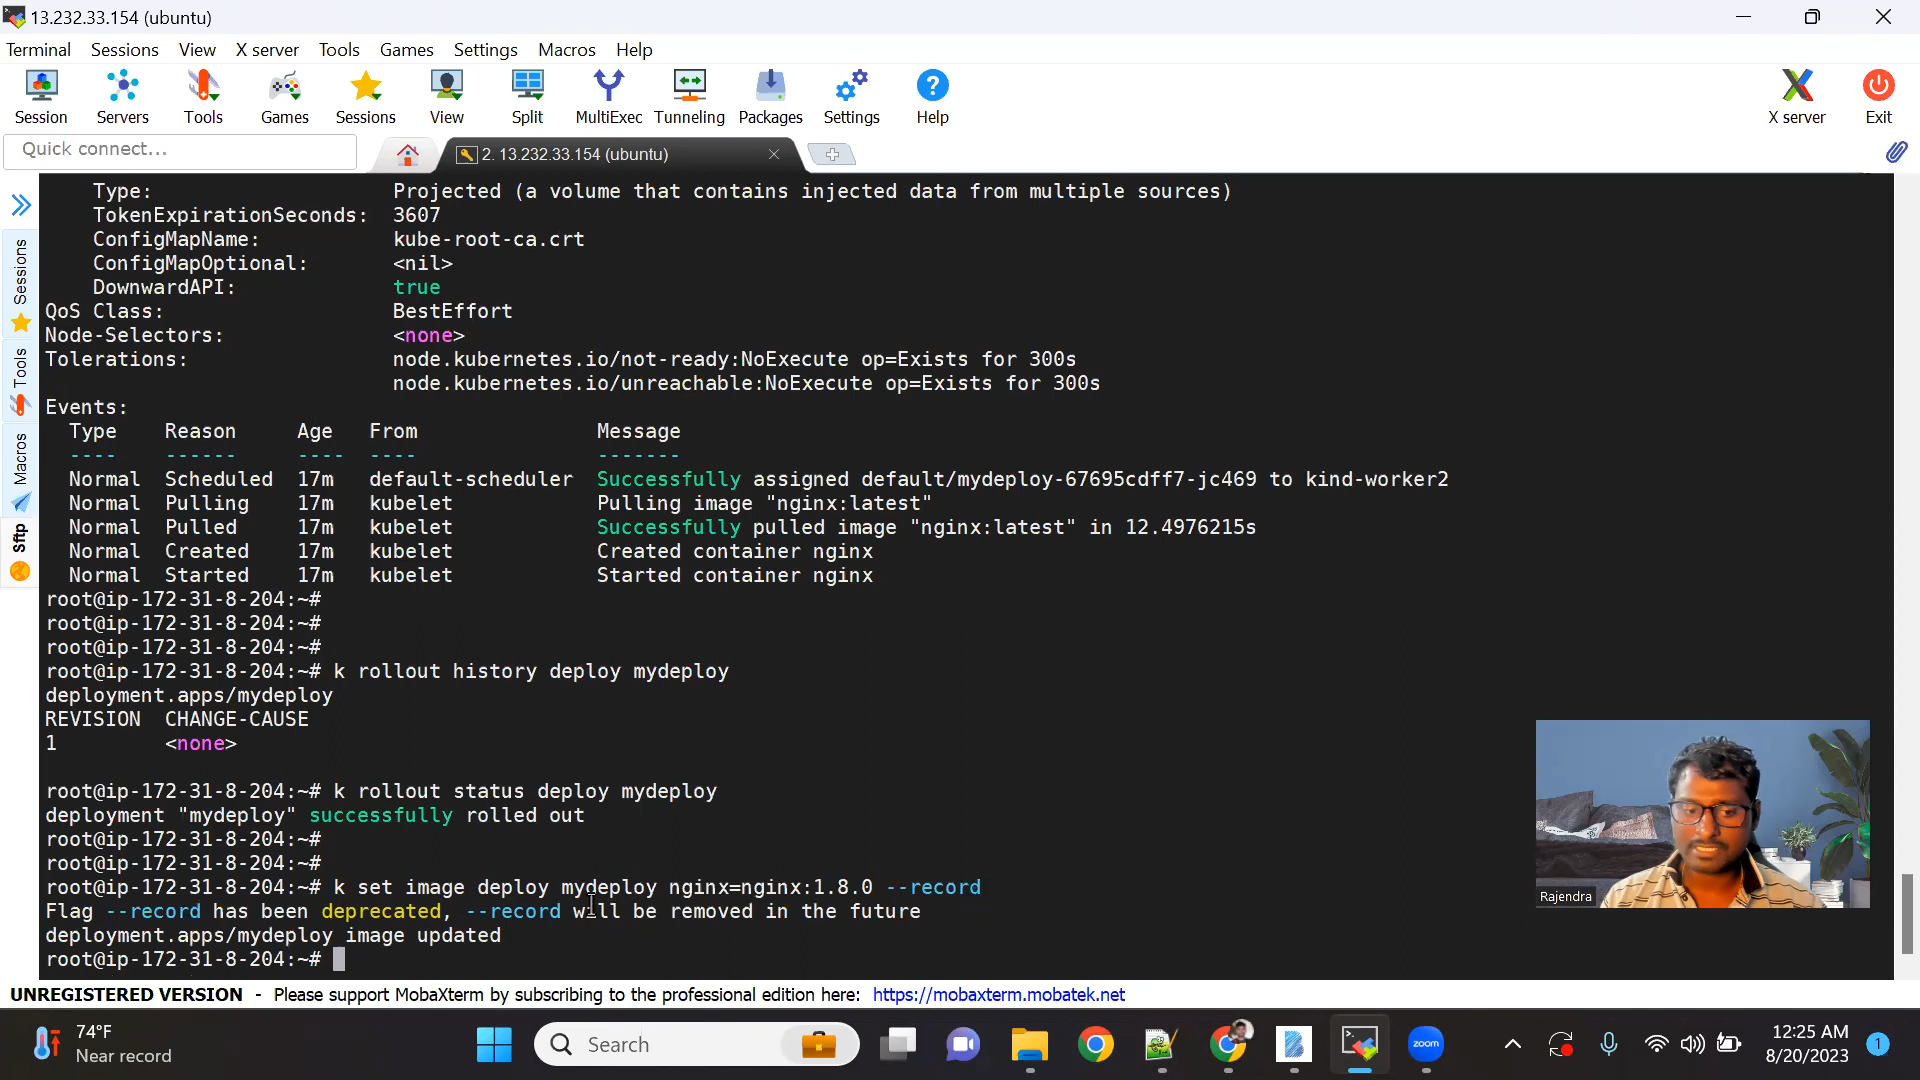 13.232.33.154 (ubuntu)
Terminal Sessions View X server Tools Games Settings Macros Help
Session Servers Tools Games Sessions View Split MultiExec Tunneling Packages Settings Help X server Exit
Quick connect...
2. 13.232.33.154 (ubuntu)
Sessions
Tools
Macros
Sftp
Type: Projected (a volume that contains injected data from multiple sources)
TokenExpirationSeconds: 3607
ConfigMapName: kube-root-ca.crt
ConfigMapOptional: <nil>
DownwardAPI: true
QoS Class: BestEffort
Node-Selectors: <none>
Tolerations: node.kubernetes.io/not-ready:NoExecute op=Exists for 300s
node.kubernetes.io/unreachable:NoExecute op=Exists for 300s
Events:
Type Reason Age From Message
---- ------ ---- ---- -------
Normal Scheduled 17m default-scheduler Successfully assigned default/mydeploy-67695cdff7-jc469 to kind-worker2
Normal Pulling 17m kubelet Pulling image "nginx:latest"
Normal Pulled 17m kubelet Successfully pulled image "nginx:latest" in 12.4976215s
Normal Created 17m kubelet Created container nginx
Normal Started 17m kubelet Started container nginx
root@ip-172-31-8-204:~#
root@ip-172-31-8-204:~#
root@ip-172-31-8-204:~#
root@ip-172-31-8-204:~# k rollout history deploy mydeploy
deployment.apps/mydeploy
REVISION CHANGE-CAUSE
1 <none>
root@ip-172-31-8-204:~# k rollout status deploy mydeploy
deployment "mydeploy" successfully rolled out
root@ip-172-31-8-204:~#
root@ip-172-31-8-204:~#
root@ip-172-31-8-204:~# k set image deploy mydeploy nginx=nginx:1.8.0 --record
Flag --record has been deprecated, --record will be removed in the future
deployment.apps/mydeploy image updated
root@ip-172-31-8-204:~#
Rajendra
UNREGISTERED VERSION - Please support MobaXterm by subscribing to the professional edition here: https://mobaxterm.mobatek.net
74°F
Near record
Search
zoom
12:25 AM
8/20/2023
1